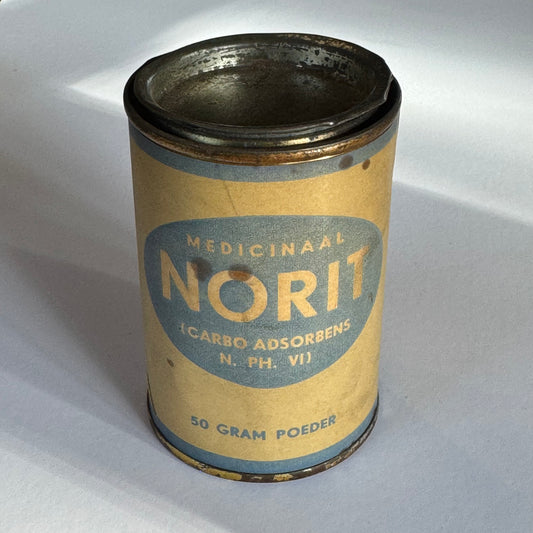 MEDICINAAL
NORIT
(CARBO ADSORBENS
N. PH. VI)
50 GRAM POEDER